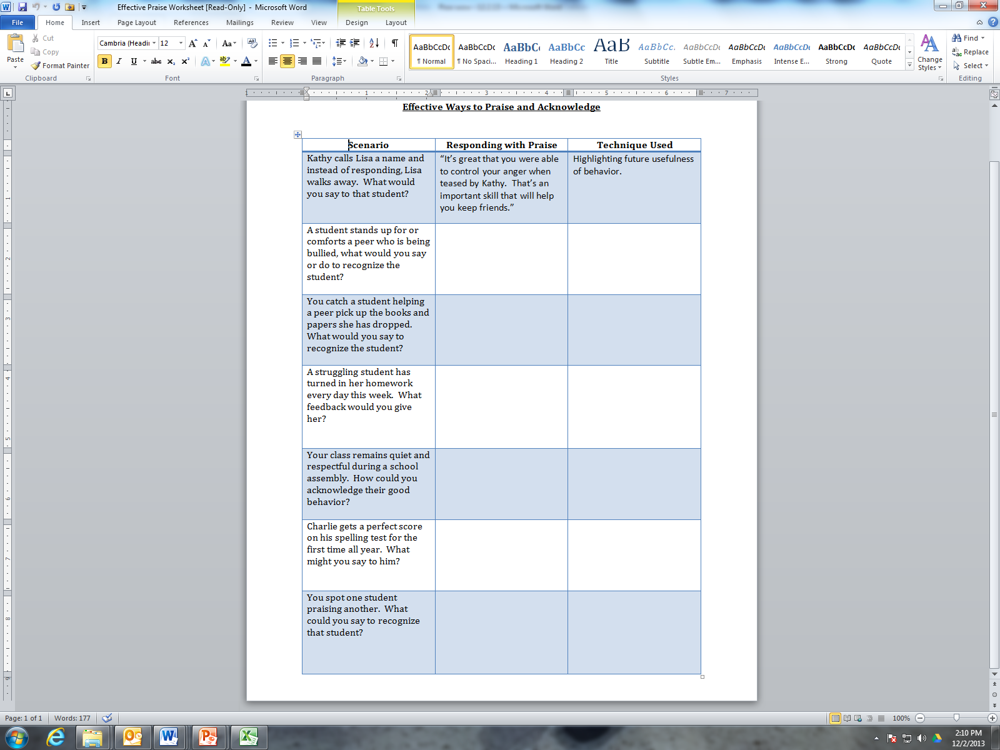 Effective Praise Worksheet [Read-Only] - Microsoft Word
Table Tools
File Home Insert Page Layout References Mailings Review View Design Layout
Paste
Cut
Copy
Format Painter
Clipboard
Cambria (Headi 12
Font
Paragraph
AaBbCcDc AaBbCcDc AaBbCc AaBbCc AaB AaBbCc. AaBbCcDc AaBbCcDc AaBbCcDc AaBbCcDc AaBbCcDc
¶ Normal ¶ No Spaci... Heading 1 Heading 2 Title Subtitle Subtle Em... Emphasis Intense E... Strong Quote
Change Styles
Styles
Find
Replace
Select
Editing
1 1 2 3 4 5 6 7
Effective Ways to Praise and Acknowledge
Scenario Responding with Praise Technique Used
Kathy calls Lisa a name and
instead of responding, Lisa
walks away. What would
you say to that student?
“It’s great that you were able
to control your anger when
teased by Kathy. That’s an
important skill that will help
you keep friends.”
Highlighting future usefulness
of behavior.
A student stands up for or
comforts a peer who is being
bullied, what would you say
or do to recognize the
student?
You catch a student helping
a peer pick up the books and
papers she has dropped.
What would you say to
recognize the student?
A struggling student has
turned in her homework
every day this week. What
feedback would you give
her?
Your class remains quiet and
respectful during a school
assembly. How could you
acknowledge their good
behavior?
Charlie gets a perfect score
on his spelling test for the
first time all year. What
might you say to him?
You spot one student
praising another. What
could you say to recognize
that student?
Page: 1 of 1 Words: 177 100%
2:10 PM
12/2/2013